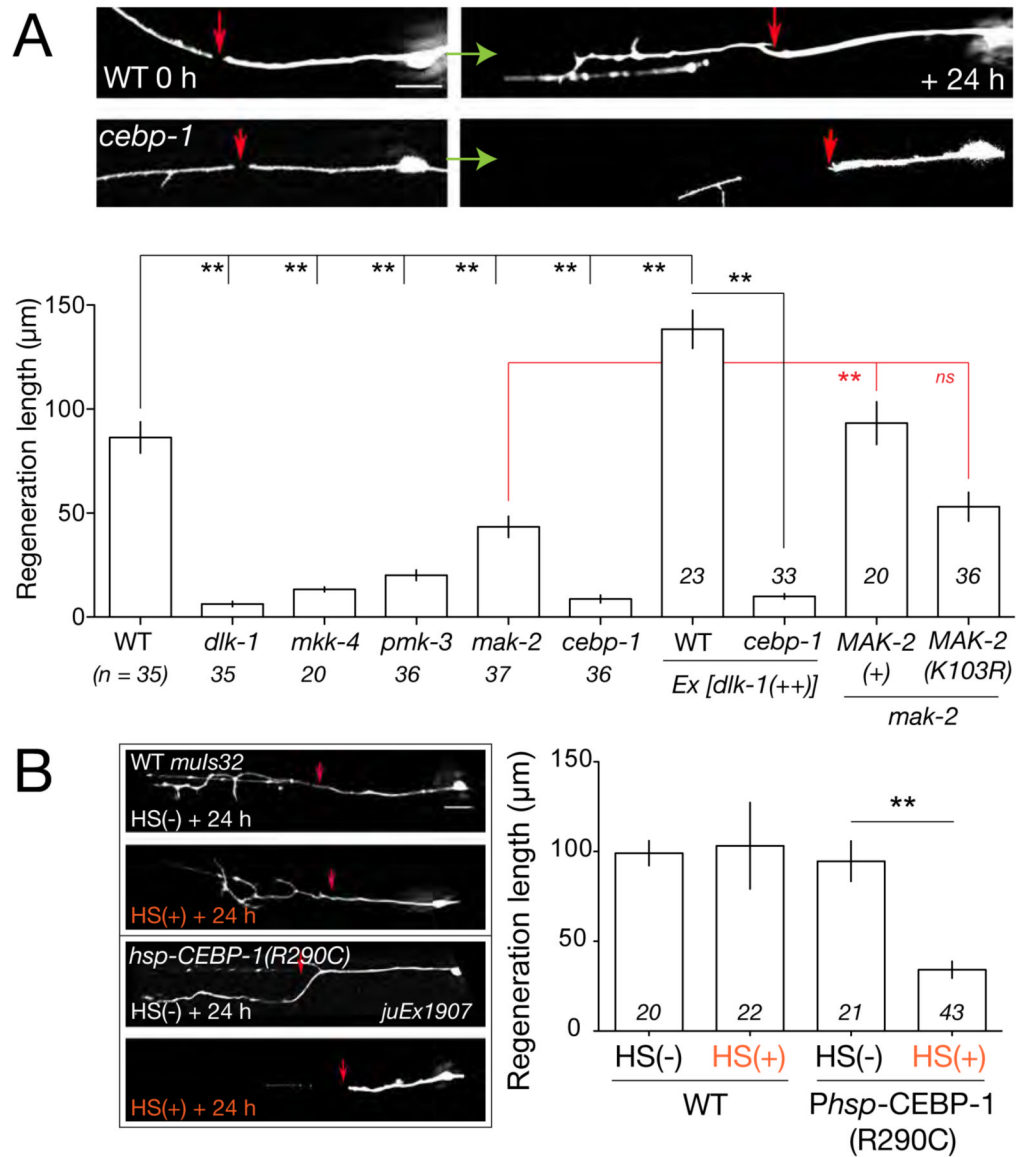 A
WT 0 h
+ 24 h
cebp-1
** ** ** ** ** **
**
Regeneration length (µm)
150
100
50
0
** ns
23 33 20 36
WT dlk-1 mkk-4 pmk-3 mak-2 cebp-1 WT cebp-1 MAK-2 MAK-2
(n = 35) 35 20 36 37 36 (+) (K103R)
Ex [dlk-1(++)]
mak-2
B
WT muIs32
HS(-) + 24 h
HS(+) + 24 h
hsp-CEBP-1(R290C)
HS(-) + 24 h juEx1907
HS(+) + 24 h
Regeneration length (µm)
150
100
50
0
**
20 22 21 43
HS(-) HS(+) HS(-) HS(+)
WT Phsp-CEBP-1
(R290C)